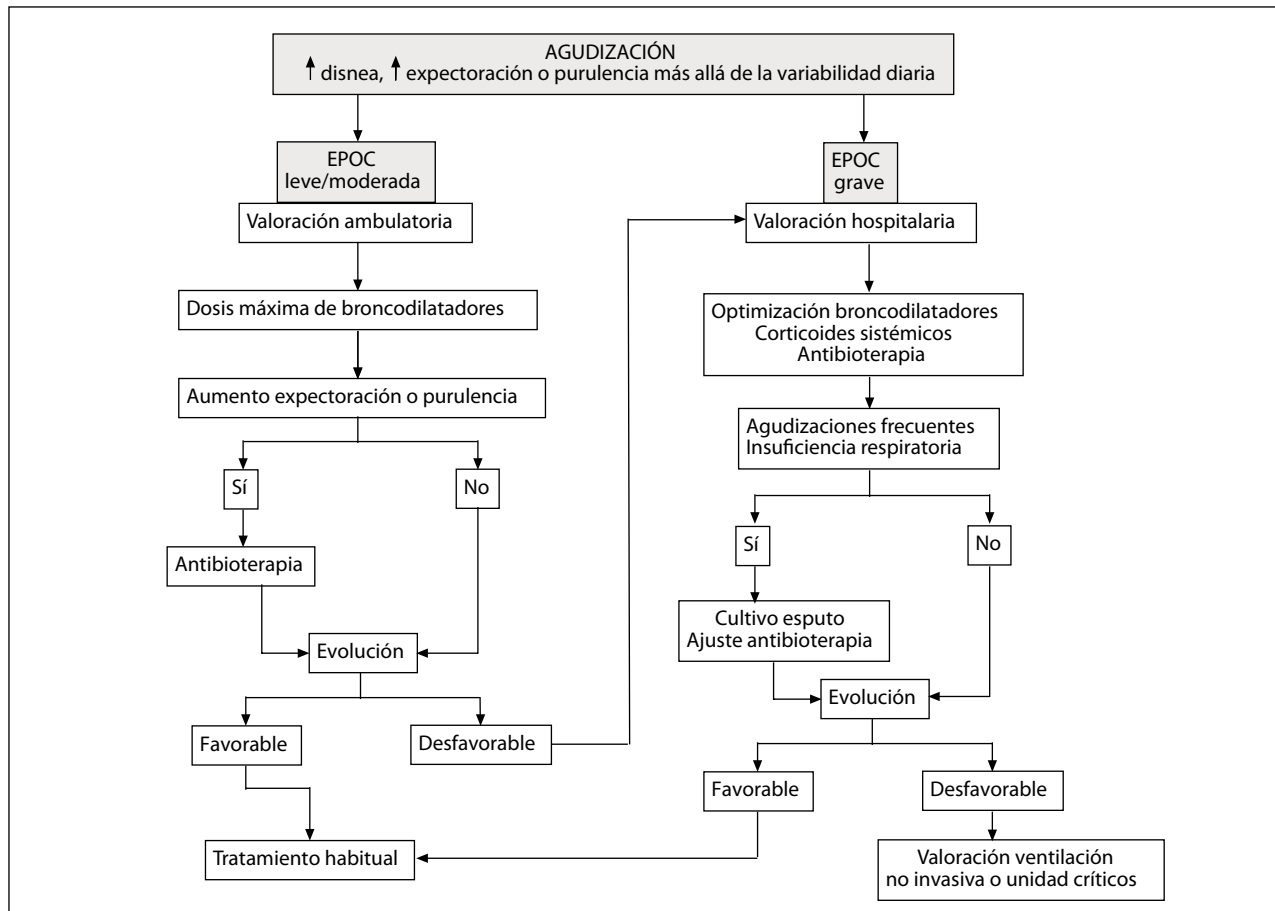 AGUDIZACIÓN
↑ disnea, ↑ expectoración o purulencia más allá de la variabilidad diaria
EPOC
leve/moderada
Valoración ambulatoria
Dosis máxima de broncodilatadores
Aumento expectoración o purulencia
Sí
No
Antibioterapia
Evolución
Favorable
Desfavorable
Tratamiento habitual
EPOC
grave
Valoración hospitalaria
Optimización broncodilatadores
Corticoides sistémicos
Antibioterapia
Agudizaciones frecuentes
Insuficiencia respiratoria
Sí
No
Cultivo esputo
Ajuste antibioterapia
Evolución
Favorable
Desfavorable
Valoración ventilación
no invasiva o unidad críticos